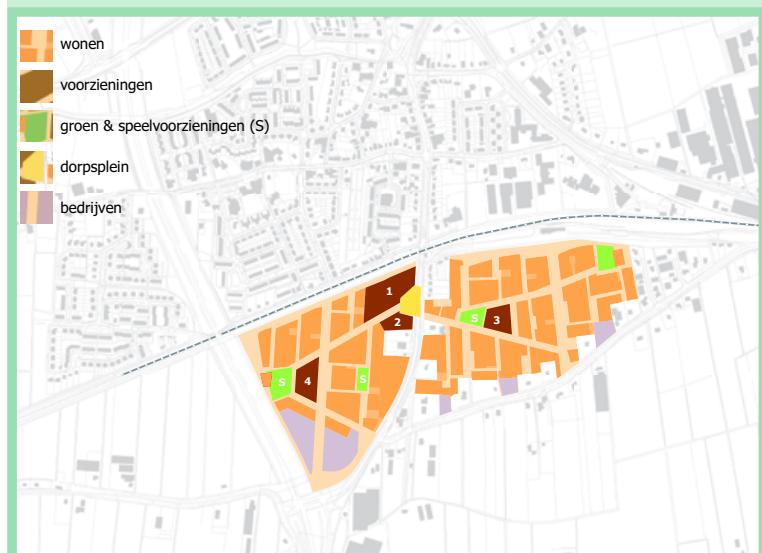 wonen
voorzieningen
groen & speelvoorzieningen (S)
dorpsplein
bedrijven
1
2
S
3
S
4
S